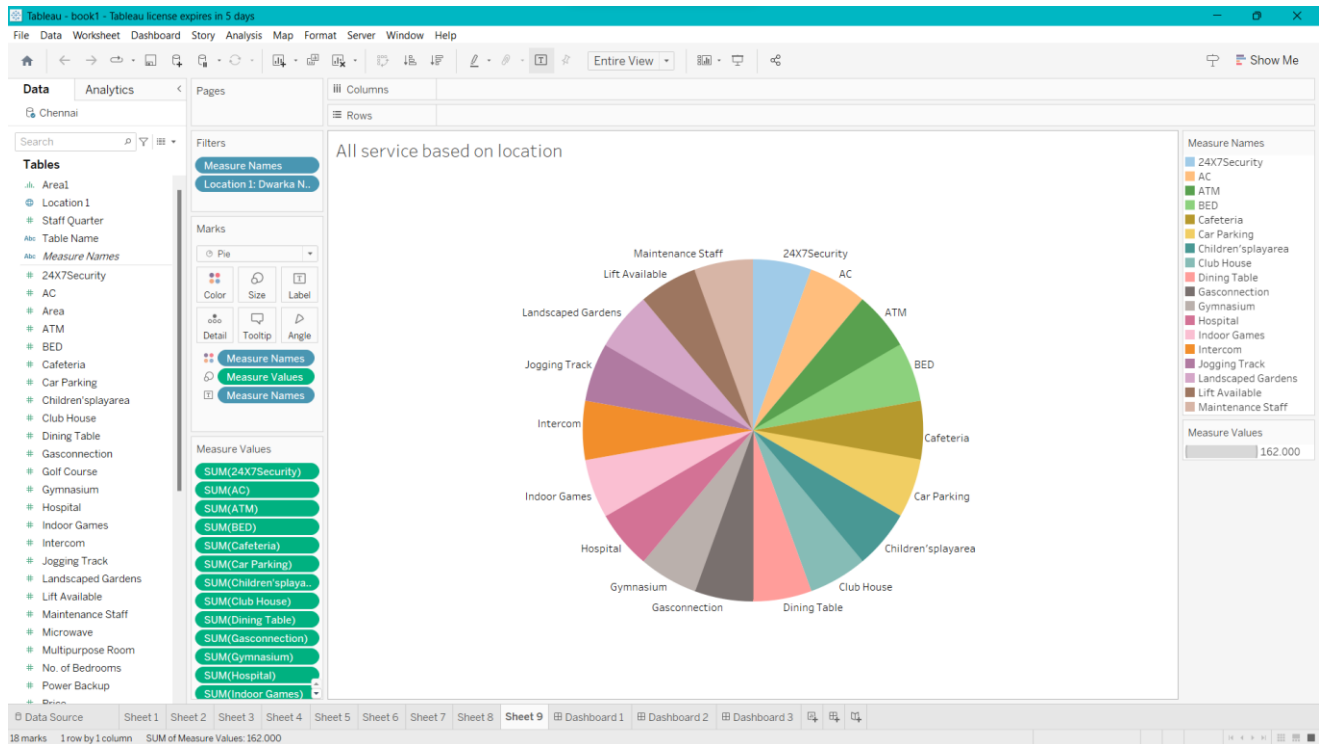 Tableau - book1 - Tableau license expires in 5 days
File Data Worksheet Dashboard Story Analysis Map Format Server Window Help
Entire View
Show Me
Data Analytics
Chennai
Search
Tables
Area1
Location 1
Staff Quarter
Abc Table Name
Abc Measure Names
# 24X7Security
# AC
# Area
# ATM
# BED
# Cafeteria
# Car Parking
# Children'splayarea
# Club House
# Dining Table
# Gasconnection
# Golf Course
# Gymnasium
# Hospital
# Indoor Games
# Intercom
# Jogging Track
# Landscaped Gardens
# Lift Available
# Maintenance Staff
# Microwave
# Multipurpose Room
# No. of Bedrooms
# Power Backup
# Price
Pages
Filters
Measure Names
Location 1: Dwarka N..
Marks
Pie
Color Size Label
Detail Tooltip Angle
Measure Names
Measure Values
Measure Names
Measure Values
SUM(24X7Security)
SUM(AC)
SUM(ATM)
SUM(BED)
SUM(Cafeteria)
SUM(Car Parking)
SUM(Children'splaya..
SUM(Club House)
SUM(Dining Table)
SUM(Gasconnection)
SUM(Gymnasium)
SUM(Hospital)
SUM(Indoor Games)
Columns
Rows
All service based on location
Maintenance Staff
24X7Security
Lift Available
AC
Landscaped Gardens
ATM
Jogging Track
BED
Intercom
Cafeteria
Indoor Games
Car Parking
Hospital
Children'splayarea
Gymnasium
Club House
Gasconnection
Dining Table
Measure Names
24X7Security
AC
ATM
BED
Cafeteria
Car Parking
Children'splayarea
Club House
Dining Table
Gasconnection
Gymnasium
Hospital
Indoor Games
Intercom
Jogging Track
Landscaped Gardens
Lift Available
Maintenance Staff
Measure Values
162.000
Data Source Sheet 1 Sheet 2 Sheet 3 Sheet 4 Sheet 5 Sheet 6 Sheet 7 Sheet 8 Sheet 9 Dashboard 1 Dashboard 2 Dashboard 3
18 marks 1 row by 1 column SUM of Measure Values: 162.000